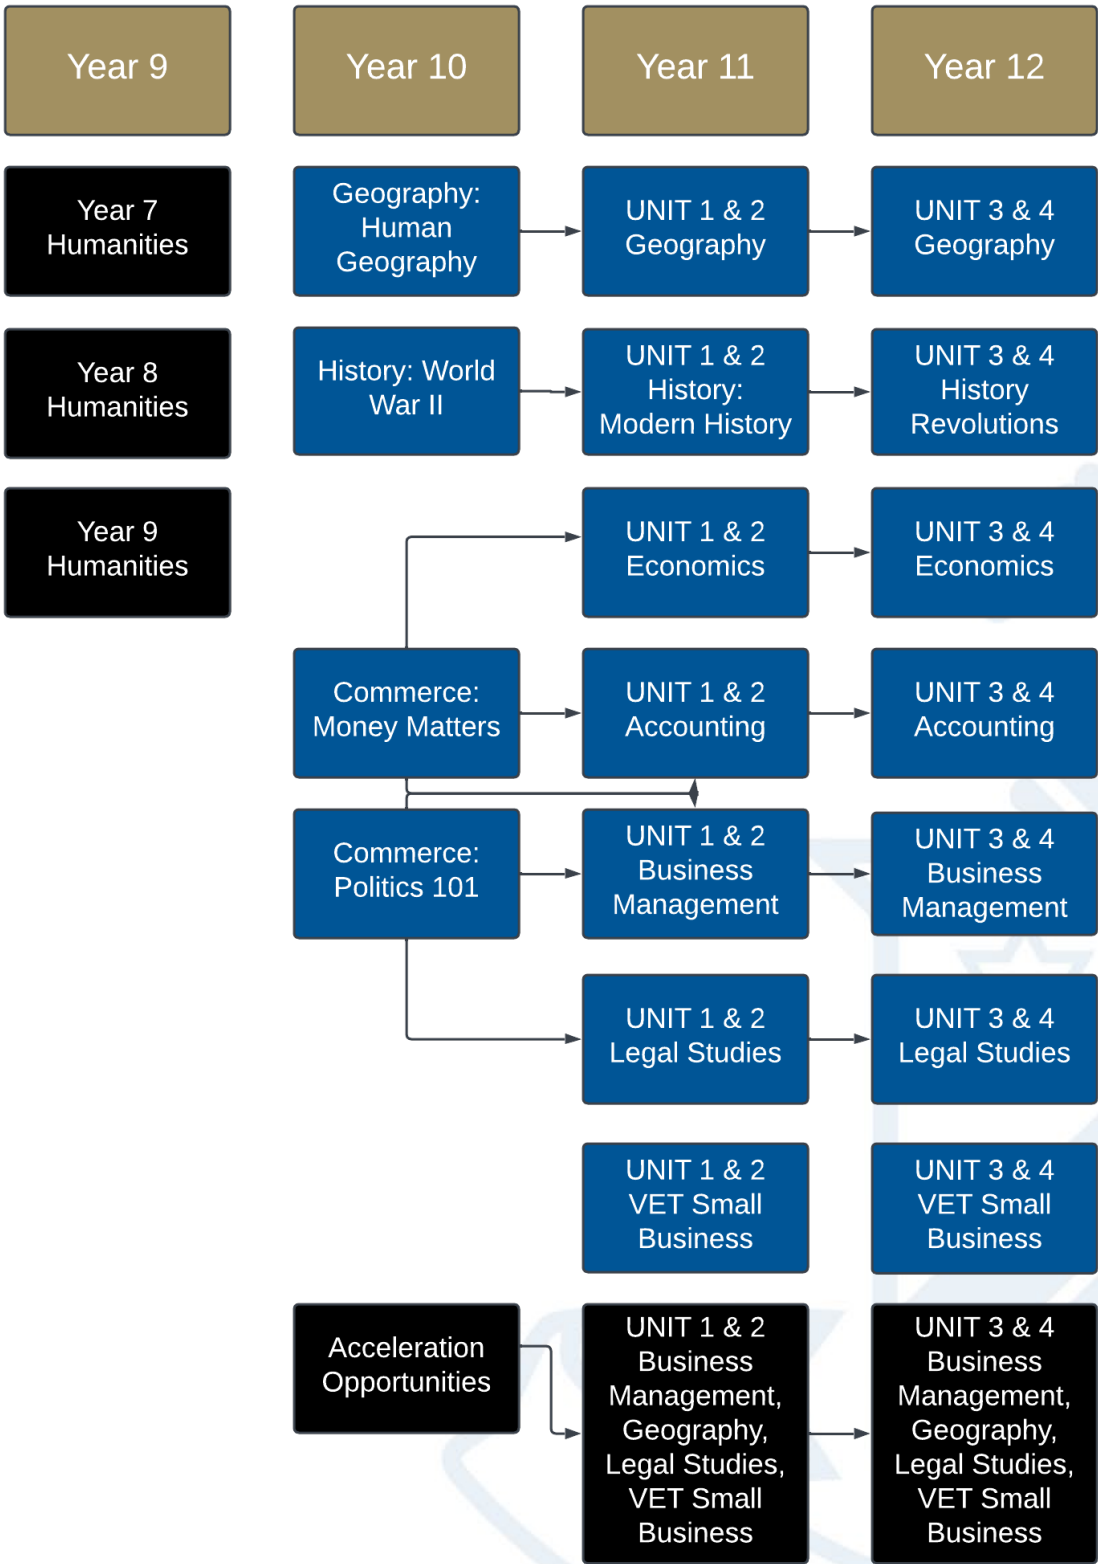 Year 9
Year 10
Year 11
Year 12
Year 7
Humanities
Geography:
Human
Geography
UNIT 1 & 2
Geography
UNIT 3 & 4
Geography
Year 8
Humanities
History: World
War II
UNIT 1 & 2
History:
Modern History
UNIT 3 & 4
History
Revolutions
Year 9
Humanities
UNIT 1 & 2
Economics
UNIT 3 & 4
Economics
Commerce:
Money Matters
UNIT 1 & 2
Accounting
UNIT 3 & 4
Accounting
Commerce:
Politics 101
UNIT 1 & 2
Business
Management
UNIT 3 & 4
Business
Management
UNIT 1 & 2
Legal Studies
UNIT 3 & 4
Legal Studies
UNIT 1 & 2
VET Small
Business
UNIT 3 & 4
VET Small
Business
Acceleration
Opportunities
UNIT 1 & 2
Business
Management,
Geography,
Legal Studies,
VET Small
Business
UNIT 3 & 4
Business
Management,
Geography,
Legal Studies,
VET Small
Business